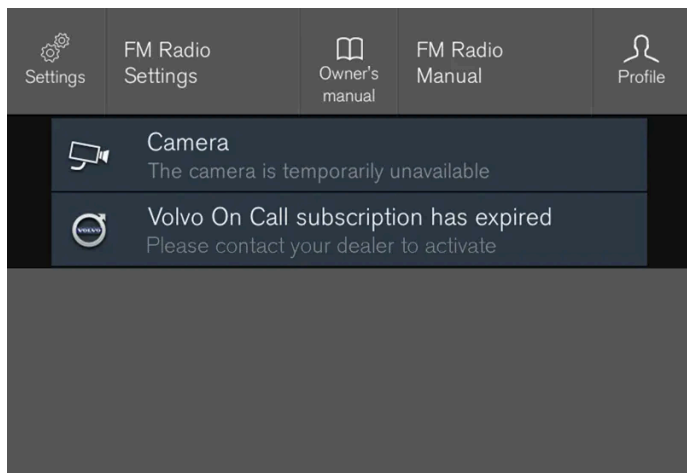 Settings
FM Radio
Settings
Owner's
manual
FM Radio
Manual
Profile
Camera
The camera is temporarily unavailable
VOLVO
Volvo On Call subscription has expired
Please contact your dealer to activate